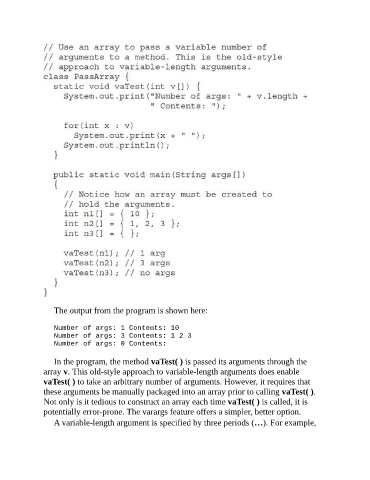 // Use an array to pass a variable number of
// arguments to a method. This is the old-style
// approach to variable-length arguments.
class PassArray {
  static void vaTest(int v[]) {
    System.out.print("Number of args: " + v.length +
                     " Contents: ");

    for(int x : v)
      System.out.print(x + " ");
    System.out.println();
  }

  public static void main(String args[])
  {
    // Notice how an array must be created to
    // hold the arguments.
    int n1[] = { 10 };
    int n2[] = { 1, 2, 3 };
    int n3[] = { };

    vaTest(n1); // 1 arg
    vaTest(n2); // 3 args
    vaTest(n3); // no args
  }
}
The output from the program is shown here:
Number of args: 1 Contents: 10
Number of args: 3 Contents: 1 2 3
Number of args: 0 Contents:
In the program, the method vaTest( ) is passed its arguments through the
array v. This old-style approach to variable-length arguments does enable
vaTest( ) to take an arbitrary number of arguments. However, it requires that
these arguments be manually packaged into an array prior to calling vaTest( ).
Not only is it tedious to construct an array each time vaTest( ) is called, it is
potentially error-prone. The varargs feature offers a simpler, better option.
A variable-length argument is specified by three periods (…). For example,